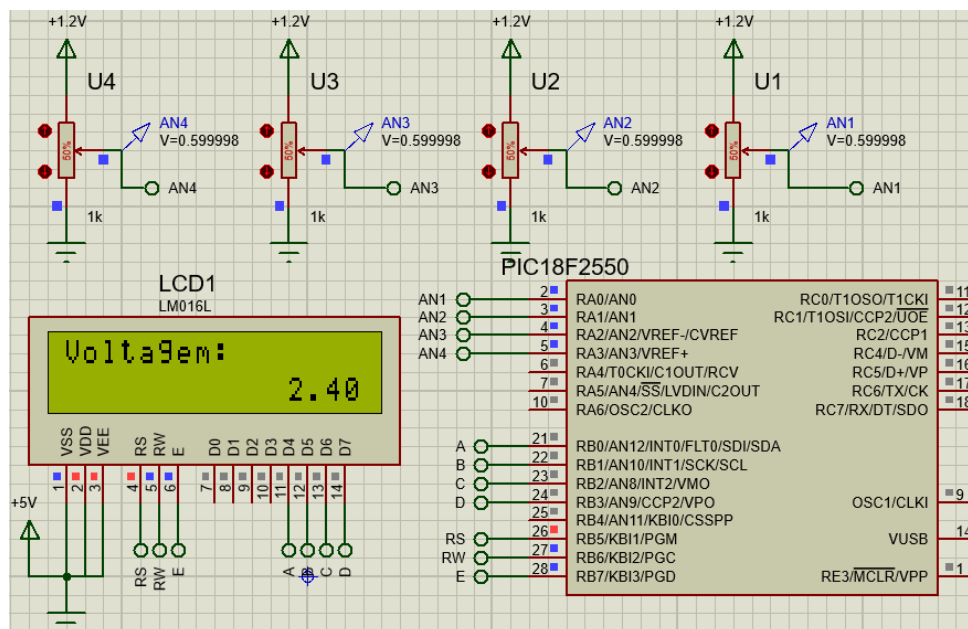 +1.2V +1.2V +1.2V +1.2V
U4 U3 U2 U1
AN4 AN3 AN2 AN1
V=0.599998 V=0.599998 V=0.599998 V=0.599998
50% 50% 50% 50%
AN4 AN3 AN2 AN1
1k 1k 1k 1k
LCD1
LM016L
Voltagem:
2.40
VSS VDD VEE RS RW E D0 D1 D2 D3 D4 D5 D6 D7
1 2 3 4 5 6 7 8 9 10 11 12 13 14
+5V
RS RW E A B C D
PIC18F2550
AN1 2 RA0/AN0 RC0/T1OSO/T1CKI 11
AN2 3 RA1/AN1 RC1/T1OSI/CCP2/UOE 12
AN3 4 RA2/AN2/VREF-/CVREF RC2/CCP1 13
AN4 5 RA3/AN3/VREF+ RC4/D-/VM 15
6 RA4/T0CKI/C1OUT/RCV RC5/D+/VP 16
7 RA5/AN4/SS/LVDIN/C2OUT RC6/TX/CK 17
10 RA6/OSC2/CLKO RC7/RX/DT/SDO 18
A 21 RB0/AN12/INT0/FLT0/SDI/SDA
B 22 RB1/AN10/INT1/SCK/SCL
C 23 RB2/AN8/INT2/VMO
D 24 RB3/AN9/CCP2/VPO OSC1/CLKI 9
25 RB4/AN11/KBI0/CSSPP
RS 26 RB5/KBI1/PGM VUSB 14
RW 27 RB6/KBI2/PGC
E 28 RB7/KBI3/PGD RE3/MCLR/VPP 1